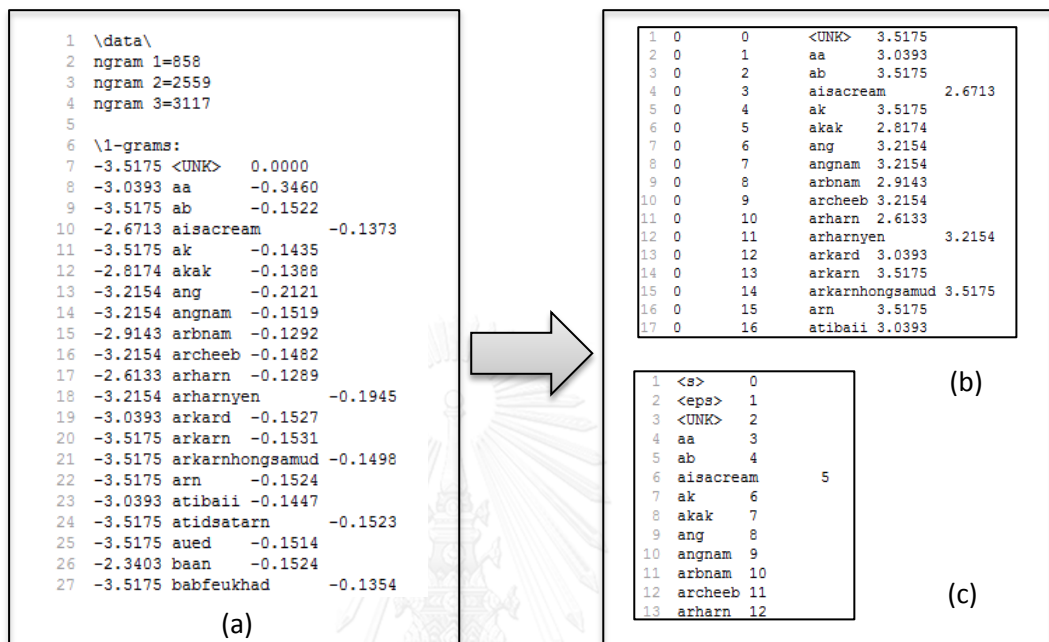 1 \data\
2 ngram 1=858
3 ngram 2=2559
4 ngram 3=3117
5
6 \1-grams:
7 -3.5175 <UNK> 0.0000
8 -3.0393 aa -0.3460
9 -3.5175 ab -0.1522
10 -2.6713 aisacream -0.1373
11 -3.5175 ak -0.1435
12 -2.8174 akak -0.1388
13 -3.2154 ang -0.2121
14 -3.2154 angnam -0.1519
15 -2.9143 arbnam -0.1292
16 -3.2154 archeeb -0.1482
17 -2.6133 arharn -0.1289
18 -3.2154 arharnyen -0.1945
19 -3.0393 arkard -0.1527
20 -3.5175 arkarn -0.1531
21 -3.5175 arkarnhongsamud -0.1498
22 -3.5175 arn -0.1524
23 -3.0393 atibaii -0.1447
24 -3.5175 atidsatarn -0.1523
25 -3.5175 aued -0.1514
26 -2.3403 baan -0.1524
27 -3.5175 babfeukhad -0.1354
(a)
1 0 0 <UNK> 3.5175
2 0 1 aa 3.0393
3 0 2 ab 3.5175
4 0 3 aisacream 2.6713
5 0 4 ak 3.5175
6 0 5 akak 2.8174
7 0 6 ang 3.2154
8 0 7 angnam 3.2154
9 0 8 arbnam 2.9143
10 0 9 archeeb 3.2154
11 0 10 arharn 2.6133
12 0 11 arharnyen 3.2154
13 0 12 arkard 3.0393
14 0 13 arkarn 3.5175
15 0 14 arkarnhongsamud 3.5175
16 0 15 arn 3.5175
17 0 16 atibaii 3.0393
(b)
1 <s> 0
2 <eps> 1
3 <UNK> 2
4 aa 3
5 ab 4
6 aisacream 5
7 ak 6
8 akak 7
9 ang 8
10 angnam 9
11 arbnam 10
12 archeeb 11
13 arharn 12
(c)